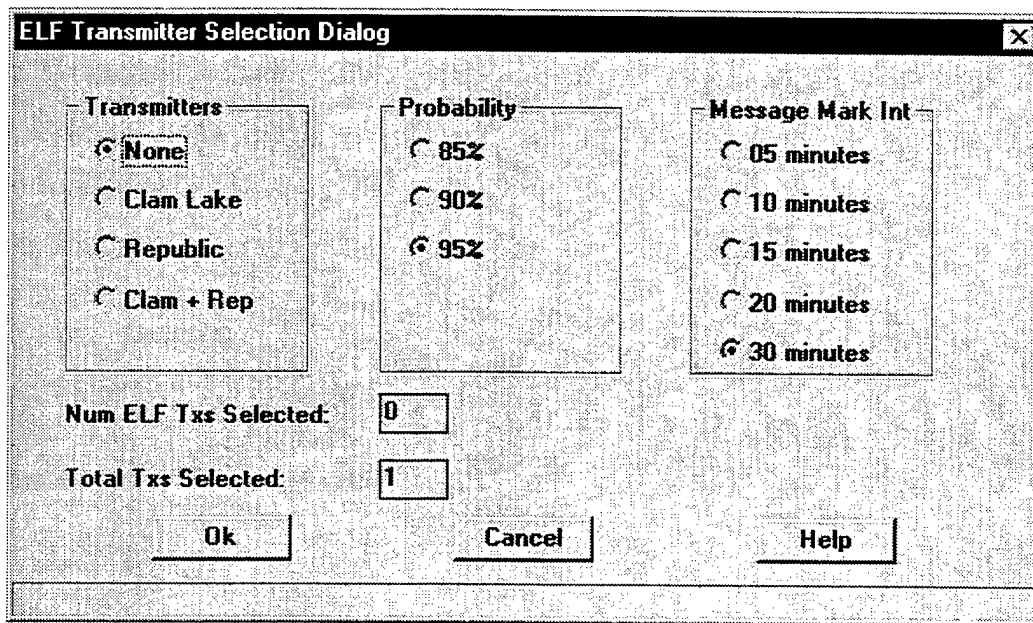 ELF Transmitter Selection Dialog
Transmitters
None
Clam Lake
Republic
Clam + Rep
Probability
85%
90%
95%
Message Mark Int
05 minutes
10 minutes
15 minutes
20 minutes
30 minutes
Num ELF Txs Selected: 0
Total Txs Selected: 1
Ok Cancel Help